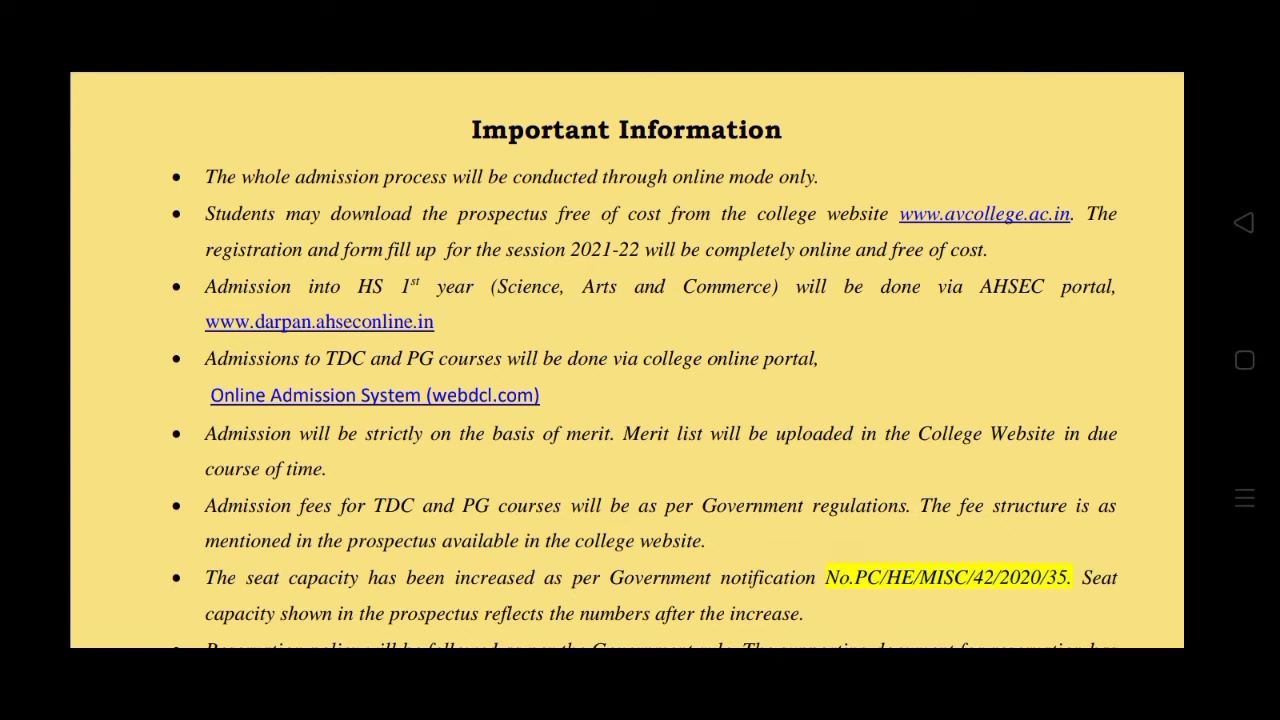 Important Information
• The whole admission process will be conducted through online mode only.
• Students may download the prospectus free of cost from the college website www.avcollege.ac.in. The
registration and form fill up for the session 2021-22 will be completely online and free of cost.
• Admission into HS 1st year (Science, Arts and Commerce) will be done via AHSEC portal,
www.darpan.ahseconline.in
• Admissions to TDC and PG courses will be done via college online portal,
Online Admission System (webdcl.com)
• Admission will be strictly on the basis of merit. Merit list will be uploaded in the College Website in due
course of time.
• Admission fees for TDC and PG courses will be as per Government regulations. The fee structure is as
mentioned in the prospectus available in the college website.
• The seat capacity has been increased as per Government notification No.PC/HE/MISC/42/2020/35. Seat
capacity shown in the prospectus reflects the numbers after the increase.